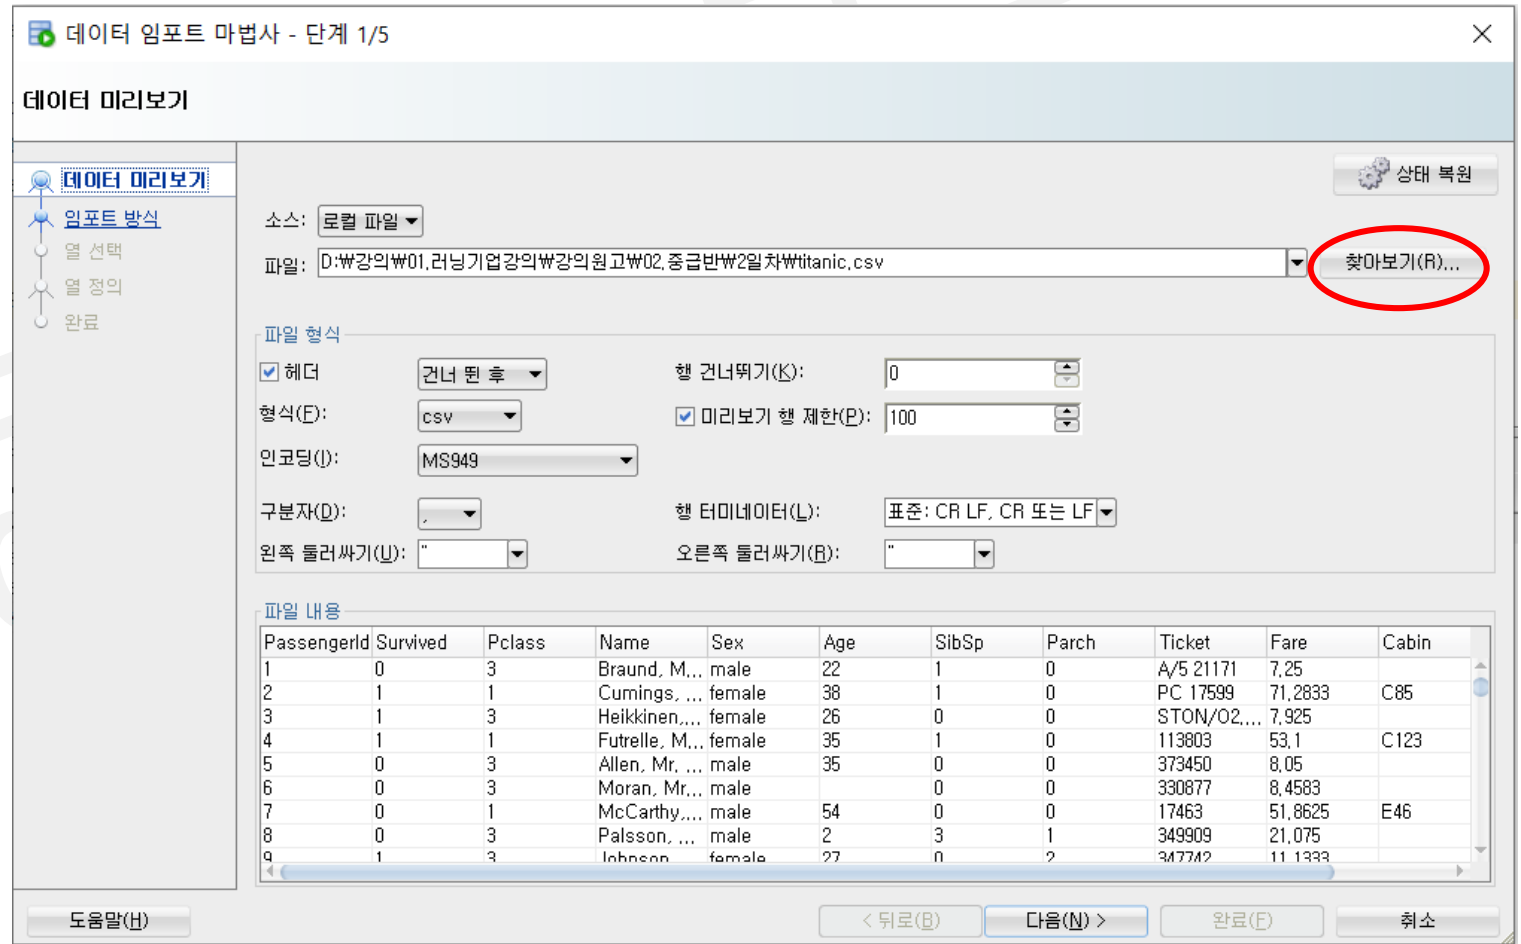 데이터 임포트 마법사 - 단계 1/5
데이터 미리보기
데이터 미리보기
임포트 방식
열 선택
열 정의
완료
상태 복원
소스: 로컬 파일
파일: D:₩강의₩01.러닝기업강의₩강의원고₩02.중급반₩2일차₩titanic.csv 찾아보기(R)...
파일 형식
헤더 건너 뛴 후 행 건너뛰기(K): 0
형식(F): csv 미리보기 행 제한(P): 100
인코딩(I): MS949
구분자(D): , 행 터미네이터(L): 표준: CR LF, CR 또는 LF
왼쪽 둘러싸기(U): " 오른쪽 둘러싸기(R): "
파일 내용
PassengerId Survived Pclass Name Sex Age SibSp Parch Ticket Fare Cabin
1 0 3 Braund, M... male 22 1 0 A/5 21171 7.25
2 1 1 Cumings, ... female 38 1 0 PC 17599 71.2833 C85
3 1 3 Heikkinen,... female 26 0 0 STON/O2.... 7.925
4 1 1 Futrelle, M... female 35 1 0 113803 53.1 C123
5 0 3 Allen, Mr. ... male 35 0 0 373450 8.05
6 0 3 Moran, Mr... male 0 0 330877 8.4583
7 0 1 McCarthy,... male 54 0 0 17463 51.8625 E46
8 0 3 Palsson, ... male 2 3 1 349909 21.075
9 1 3 Johnson female 27 0 2 347742 11.1333
도움말(H) < 뒤로(B) 다음(N) > 완료(F) 취소